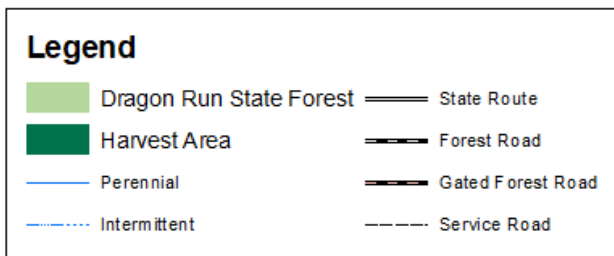 Legend
Dragon Run State Forest
Harvest Area
Perennial
Intermittent
State Route
Forest Road
Gated Forest Road
Service Road